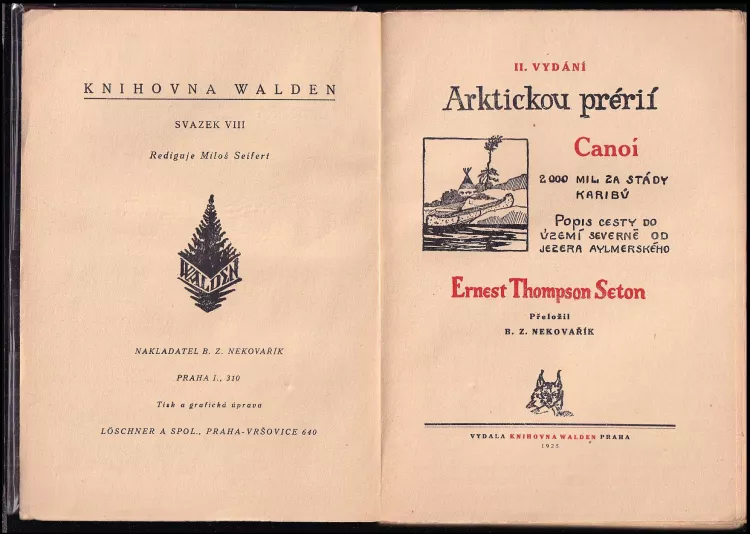 KNIHOVNA WALDEN
SVAZEK VIII
Rediguje Miloš Seifert
WALDEN
NAKLADATEL B. Z. NEKOVAŘÍK
PRAHA I., 310
Tisk a grafická úprava
LÖSCHNER A SPOL., PRAHA-VRŠOVICE 640
II. VYDÁNÍ
Arktickou prérií
Canoí
2000 MIL ZA STÁDY
KARIBŮ
POPIS CESTY DO
ÚZEMÍ SEVERNĚ OD
JEZERA AYLMERSKÉHO
Ernest Thompson Seton
Přeložil
B. Z. NEKOVAŘÍK
VYDALA KNIHOVNA WALDEN PRAHA
1925